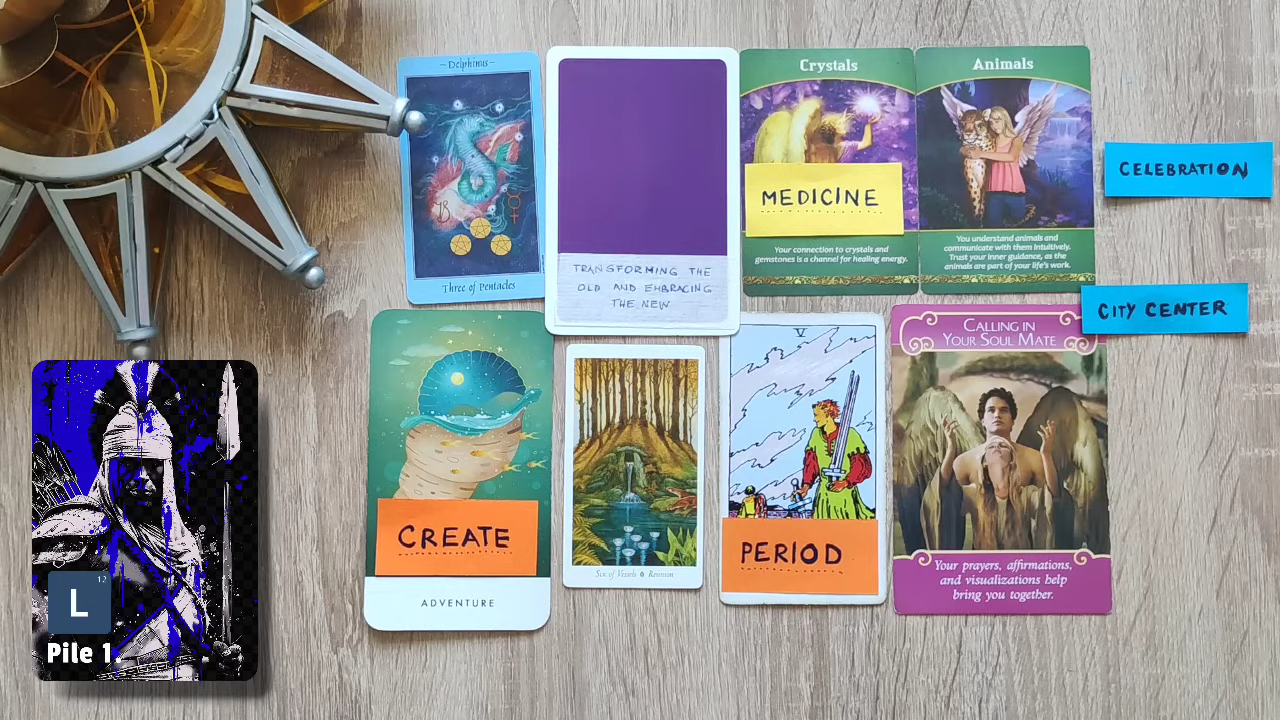 – Delphinus –
Three of Pentacles
TRANSFORMING THE
OLD AND EMBRACING
THE NEW
Crystals
MEDICINE
Your connection to crystals and
gemstones is a channel for healing energy.
Animals
You understand animals and
communicate with them intuitively.
Trust your inner guidance, as the
animals are part of your life's work.
CELEBRATION
CITY CENTER
CREATE
ADVENTURE
Six of Vessels Reunion
V
PERIOD
CALLING IN
YOUR SOUL MATE
Your prayers, affirmations,
and visualizations help
bring you together.
12
L
Pile 1.